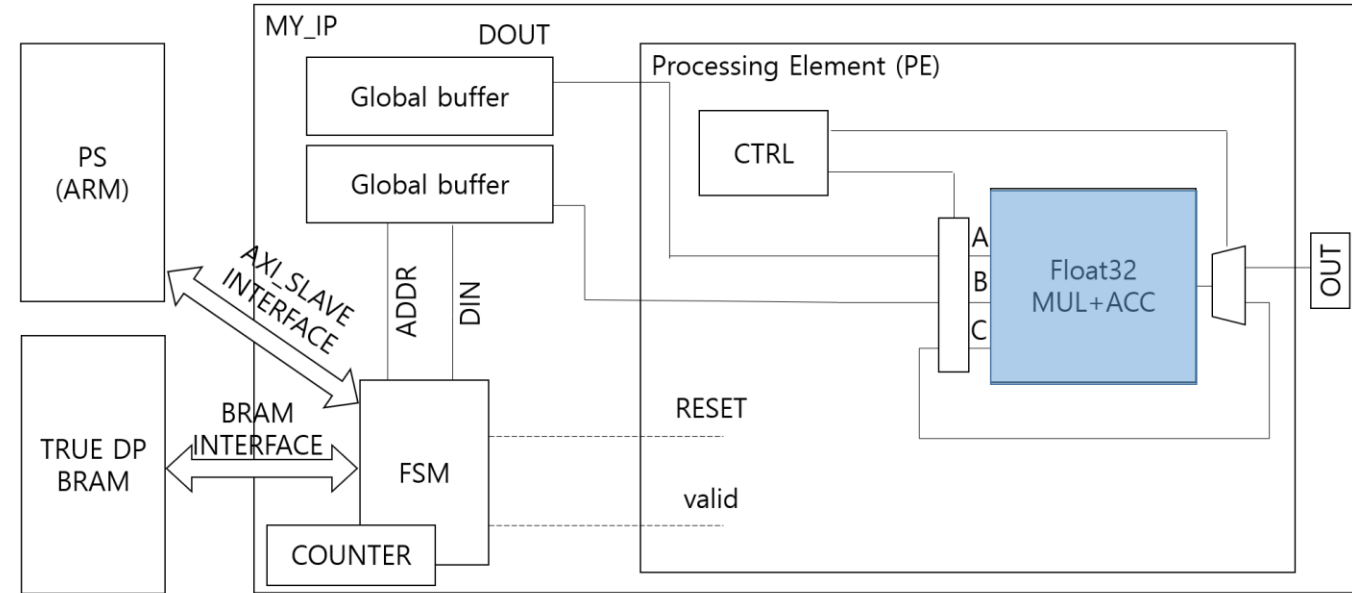 MY_IP
DOUT
Global buffer
Global buffer
PS
(ARM)
AXI_SLAVE
INTERFACE
ADDR
DIN
TRUE DP
BRAM
BRAM
INTERFACE
FSM
COUNTER
RESET
valid
Processing Element (PE)
CTRL
A
B
C
Float32
MUL+ACC
OUT